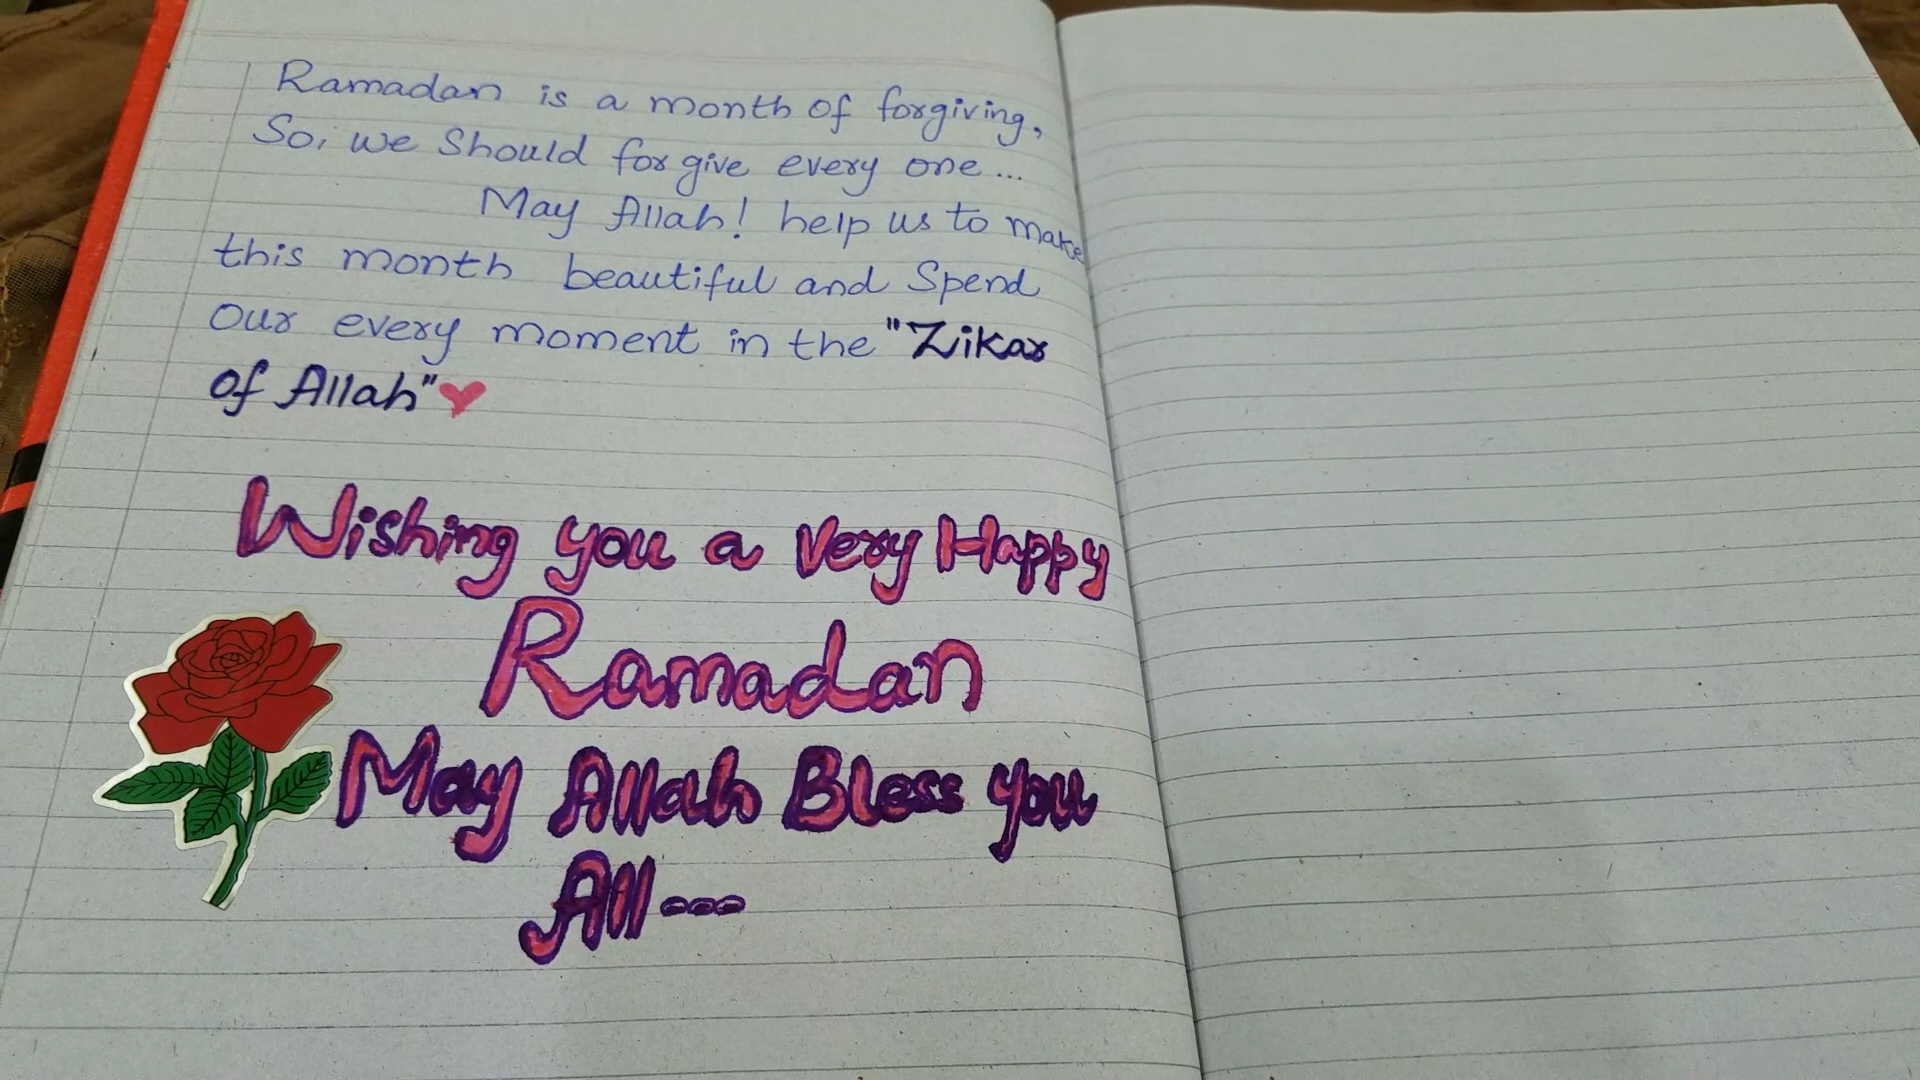 Ramadan is a month of forgiving,
So, we Should forgive every one...
May Allah! help us to make
this month beautiful and Spend
Our every moment in the "Zikar
of Allah"
Wishing you a Very Happy
Ramadan
May Allah Bless you
All---